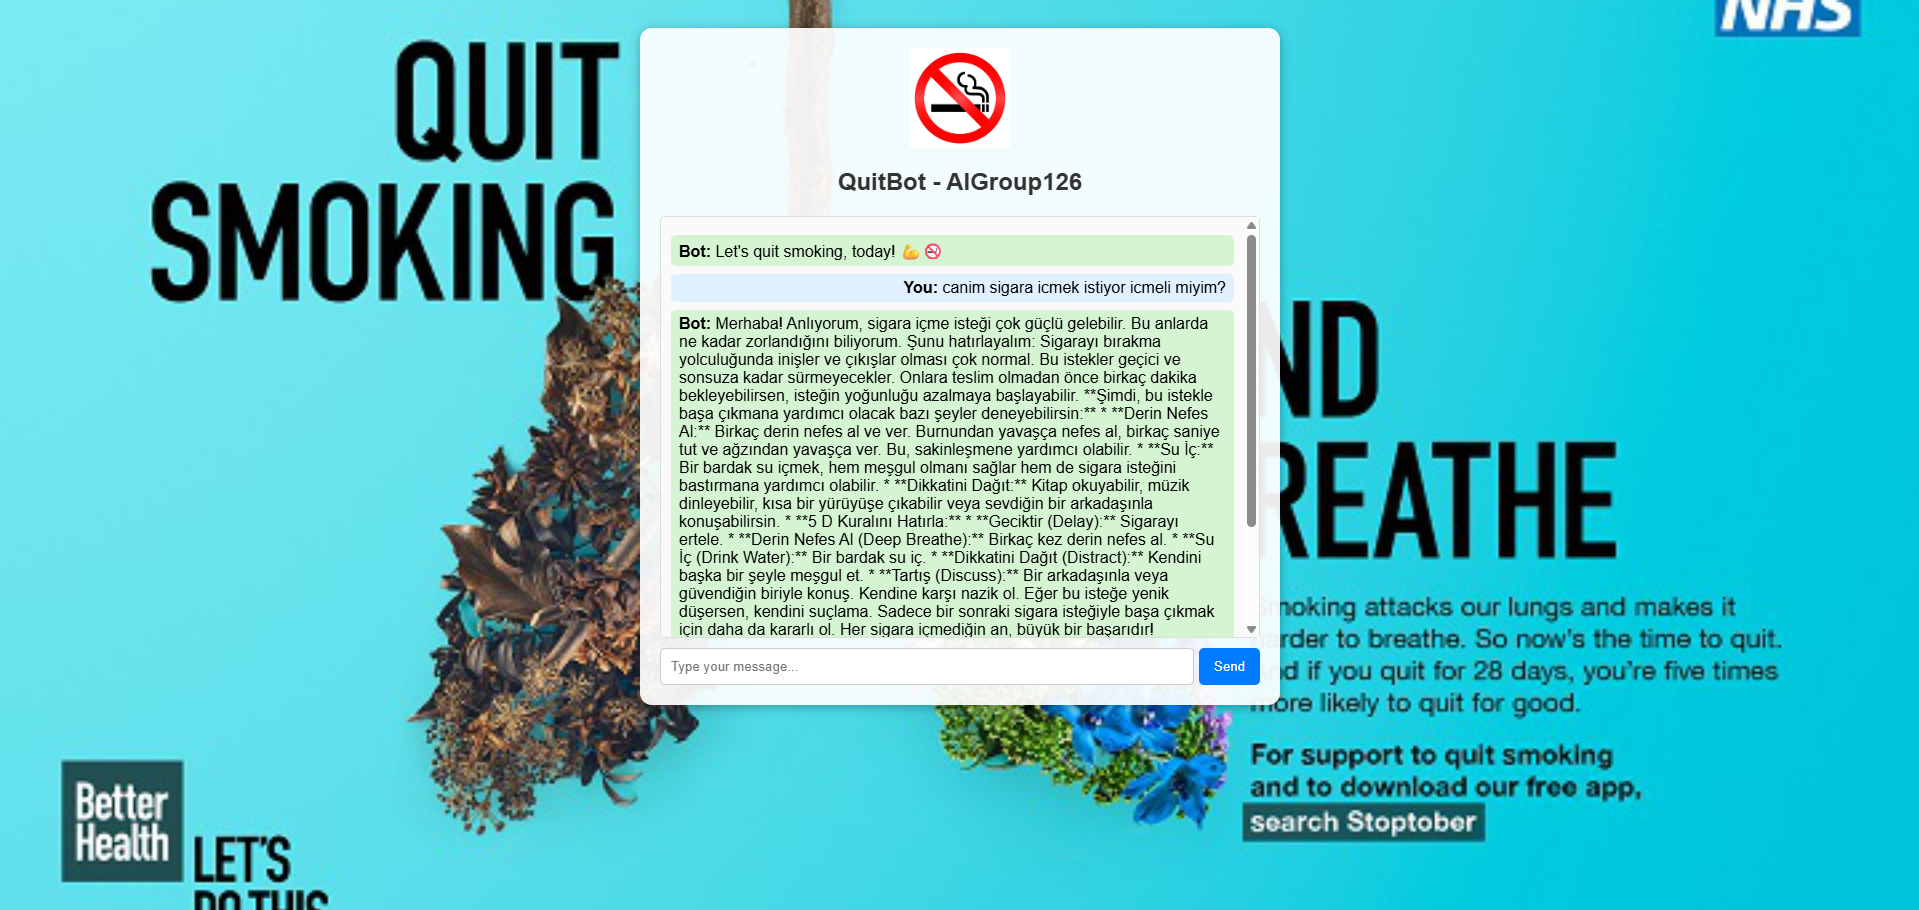 NHS
QUIT
SMOKING
QuitBot - AIGroup126
Bot: Let's quit smoking, today! 💪 🚭
You: canim sigara icmek istiyor icmeli miyim?
Bot: Merhaba! Anlıyorum, sigara içme isteği çok güçlü gelebilir. Bu anlarda
ne kadar zorlandığını biliyorum. Şunu hatırlayalım: Sigarayı bırakma
yolculuğunda inişler ve çıkışlar olması çok normal. Bu istekler geçici ve
sonsuza kadar sürmeyecekler. Onlara teslim olmadan önce birkaç dakika
bekleyebilirsen, isteğin yoğunluğu azalmaya başlayabilir. **Şimdi, bu istekle
başa çıkmana yardımcı olacak bazı şeyler deneyebilirsin:** * **Derin Nefes
Al:** Birkaç derin nefes al ve ver. Burnundan yavaşça nefes al, birkaç saniye
tut ve ağzından yavaşça ver. Bu, sakinleşmene yardımcı olabilir. * **Su İç:**
Bir bardak su içmek, hem meşgul olmanı sağlar hem de sigara isteğini
bastırmana yardımcı olabilir. * **Dikkatini Dağıt:** Kitap okuyabilir, müzik
dinleyebilir, kısa bir yürüyüşe çıkabilir veya sevdiğin bir arkadaşınla
konuşabilirsin. * **5 D Kuralını Hatırla:** * **Geciktir (Delay):** Sigarayı
ertele. * **Derin Nefes Al (Deep Breathe):** Birkaç kez derin nefes al. * **Su
İç (Drink Water):** Bir bardak su iç. * **Dikkatini Dağıt (Distract):** Kendini
başka bir şeyle meşgul et. * **Tartış (Discuss):** Bir arkadaşınla veya
güvendiğin biriyle konuş. Kendine karşı nazik ol. Eğer bu isteğe yenik
düşersen, kendini suçlama. Sadece bir sonraki sigara isteğiyle başa çıkmak
için daha da kararlı ol. Her sigara içmediğin an, büyük bir başarıdır!
Type your message...
Send
ND
REATHE
Smoking attacks our lungs and makes it
harder to breathe. So now's the time to quit.
And if you quit for 28 days, you're five times
more likely to quit for good.
For support to quit smoking
and to download our free app,
search Stoptober
Better
Health
LET'S
DO THIS